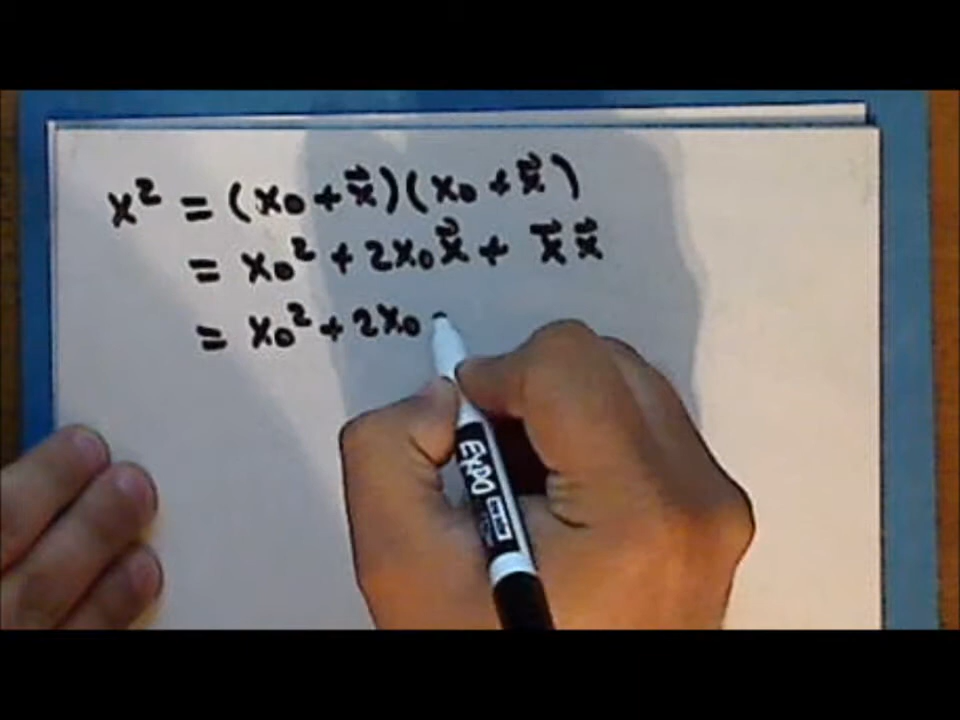 x² = (x₀ + x⃗)(x₀ + x⃗)
= x₀² + 2x₀x⃗ + x⃗x⃗
= x₀² + 2x₀
EXPO